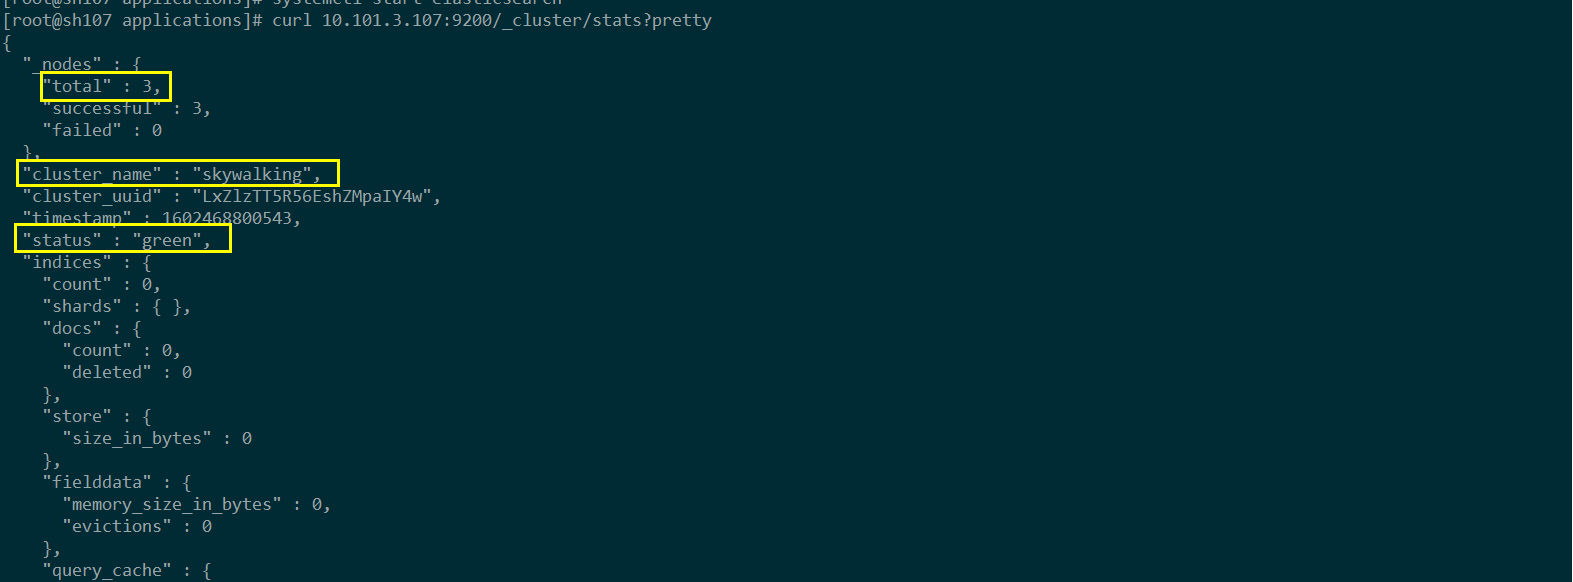 [root@sh107 applications]# systemctl start elasticsearch
[root@sh107 applications]# curl 10.101.3.107:9200/_cluster/stats?pretty
{
  "_nodes" : {
    "total" : 3,
    "successful" : 3,
    "failed" : 0
  },
  "cluster_name" : "skywalking",
  "cluster_uuid" : "LxZlzTT5R56EshZMpaIY4w",
  "timestamp" : 1602468800543,
  "status" : "green",
  "indices" : {
    "count" : 0,
    "shards" : { },
    "docs" : {
      "count" : 0,
      "deleted" : 0
    },
    "store" : {
      "size_in_bytes" : 0
    },
    "fielddata" : {
      "memory_size_in_bytes" : 0,
      "evictions" : 0
    },
    "query_cache" : {